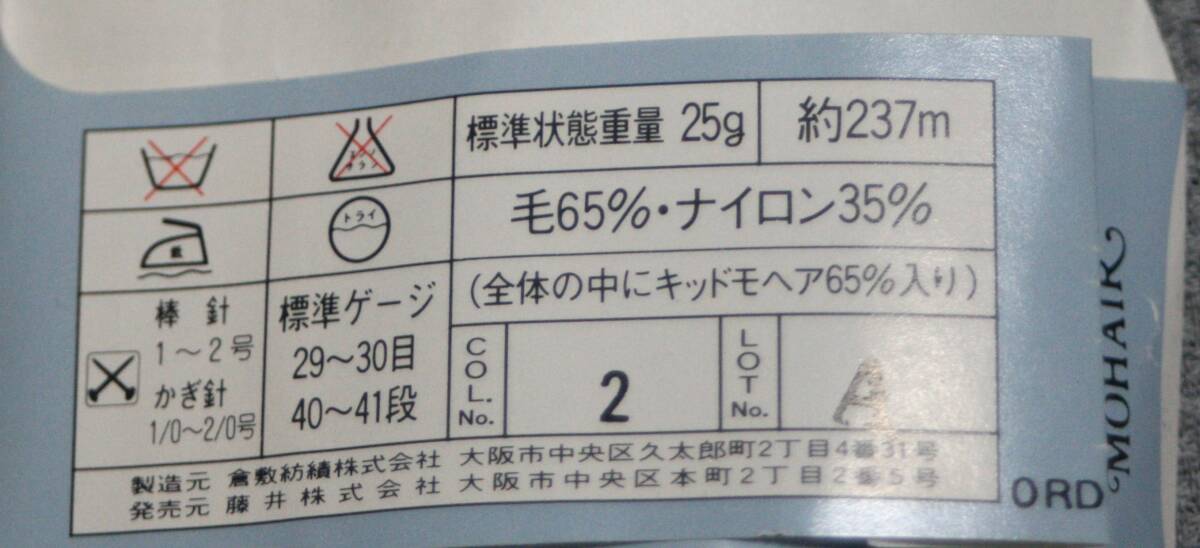 標準状態重量 25g
約237m
毛65%・ナイロン35%
ドライ
(全体の中にキッドモヘア65%入り)
棒針
1~2号
かぎ針
1/0~2/0号
標準ゲージ
29~30目
40~41段
COL. No.
2
LOT No.
A
製造元 倉敷紡績株式会社 大阪市中央区久太郎町2丁目4番31号
発売元 藤井株式会社 大阪市中央区本町2丁目2番5号
ORD
MOHAIR